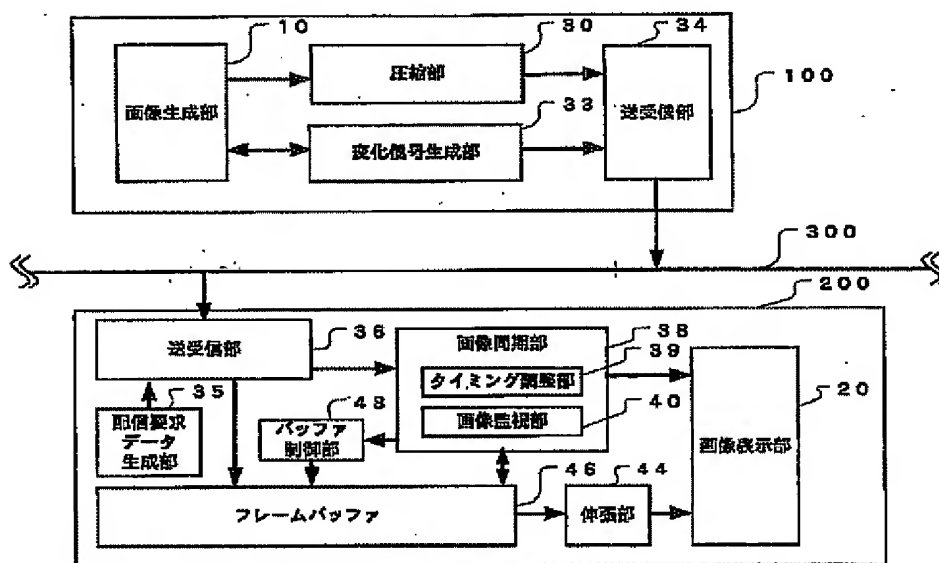 10
30
34
圧縮部
100
画像生成部
33
送受信部
変化信号生成部
300
200
送受信部
36
画像同期部
38
39
タイミング調整部
35
48
40
20
配信要求
データ
生成部
バッファ
制御部
画像監視部
画像表示部
46
44
フレームバッファ
伸張部